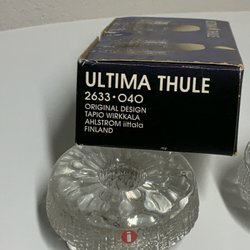 ULTIMA THULE
2633•040
ORIGINAL DESIGN
TAPIO WIRKKALA
AHLSTROM iittala
FINLAND
i